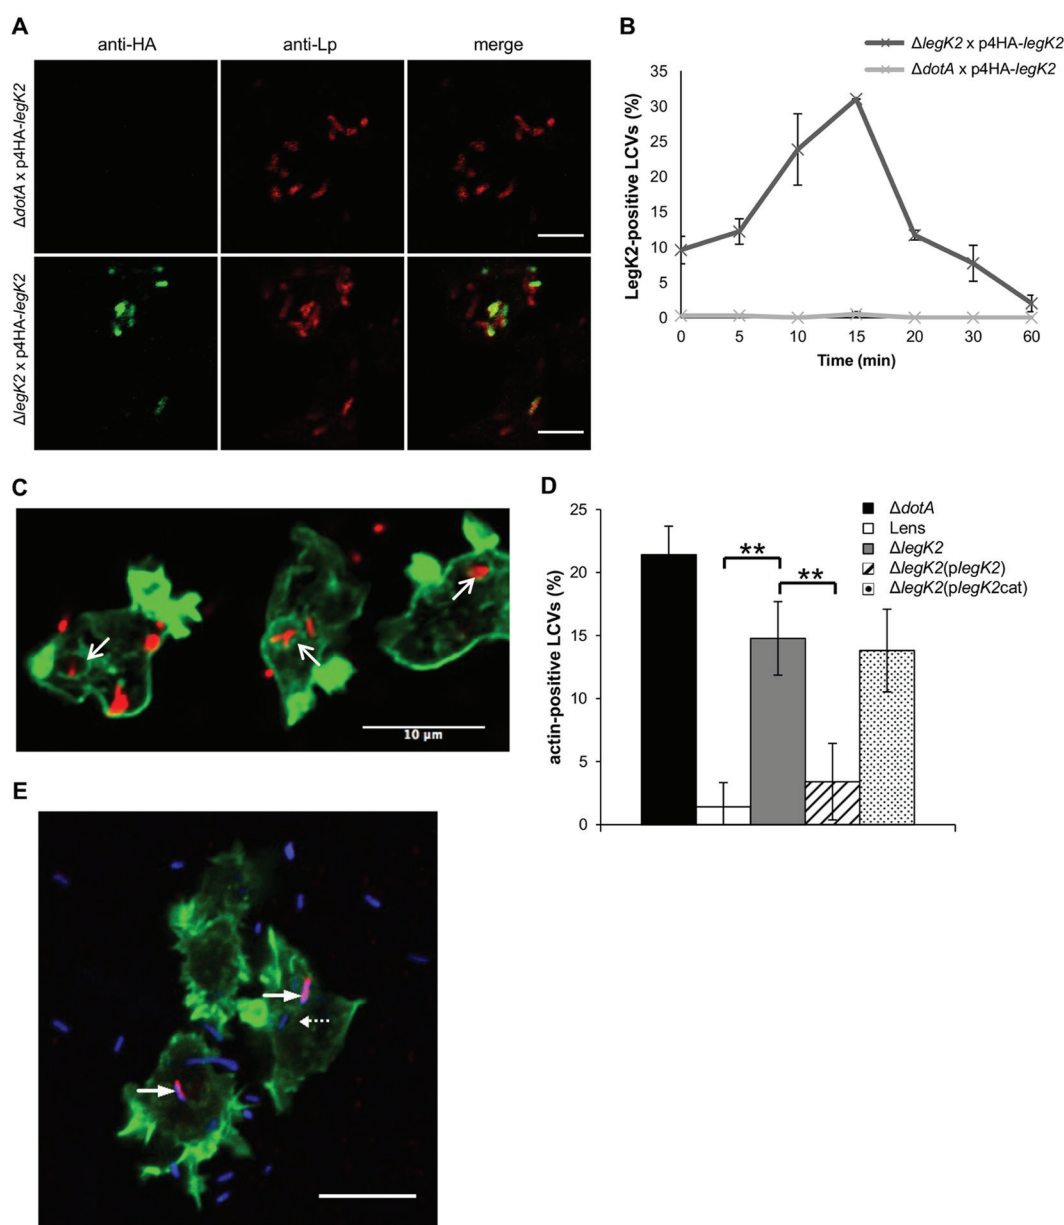 A
anti-HA
anti-Lp
merge
ΔdotA x p4HA-legK2
ΔlegK2 x p4HA-legK2
B
ΔlegK2 x p4HA-legK2
ΔdotA x p4HA-legK2
LegK2-positive LCVs (%)
35
30
25
20
15
10
5
0
0 5 10 15 20 30 60
Time (min)
C
10 µm
D
ΔdotA
Lens
ΔlegK2
ΔlegK2(plegK2)
ΔlegK2(plegK2cat)
**
**
actin-positive LCVs (%)
25
20
15
10
5
0
E